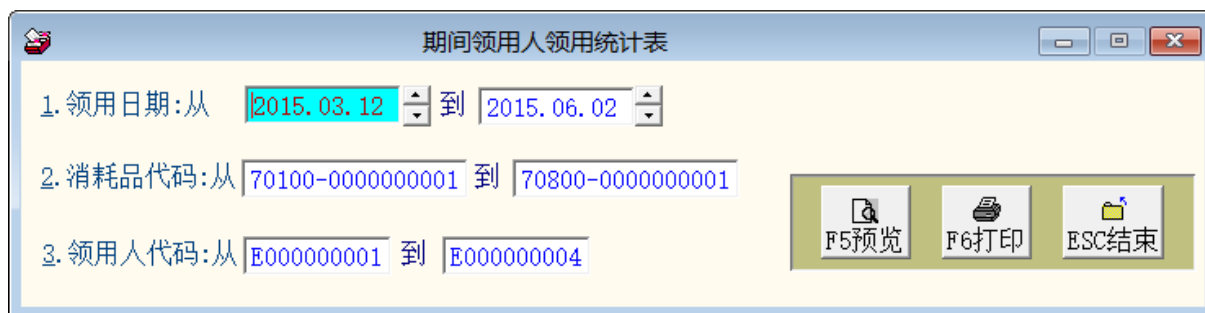 期间领用人领用统计表
1.领用日期:从 2015.03.12 到 2015.06.02
2.消耗品代码:从 70100-0000000001 到 70800-0000000001
3.领用人代码:从 E000000001 到 E000000004
F5预览 F6打印 ESC结束